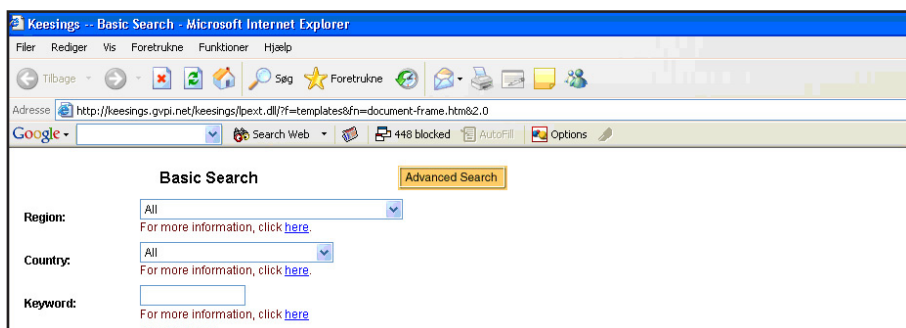 Keesings -- Basic Search - Microsoft Internet Explorer
Filer Rediger Vis Foretrukne Funktioner Hjælp
Tilbage Søg Foretrukne
Adresse http://keesings.gvpi.net/keesings/lpext.dll/?f=templates&fn=document-frame.htm&2.0
Google Search Web 448 blocked AutoFill Options
Basic Search Advanced Search
Region: All
For more information, click here.
Country: All
For more information, click here.
Keyword:
For more information, click here